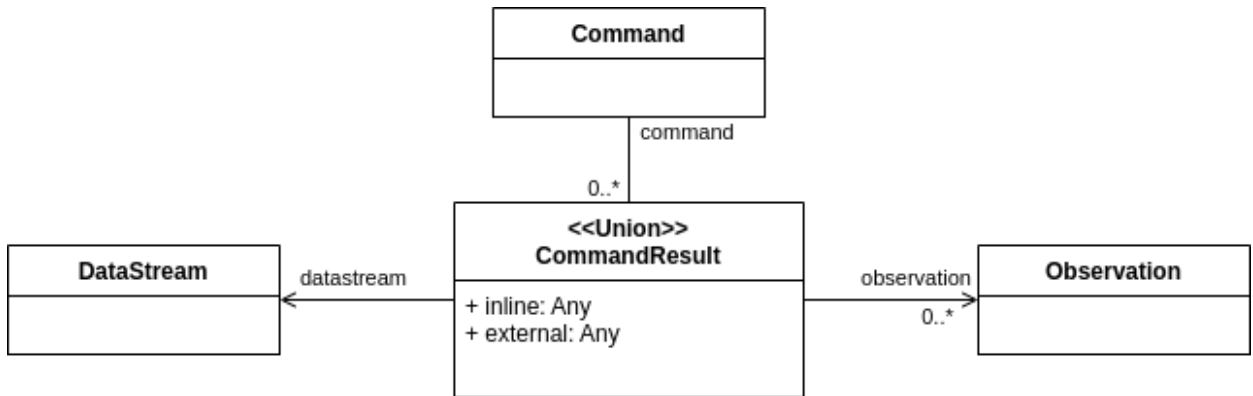 Command
command
0..*
<<Union>>
CommandResult
+ inline: Any
+ external: Any
DataStream
datastream
observation
0..*
Observation